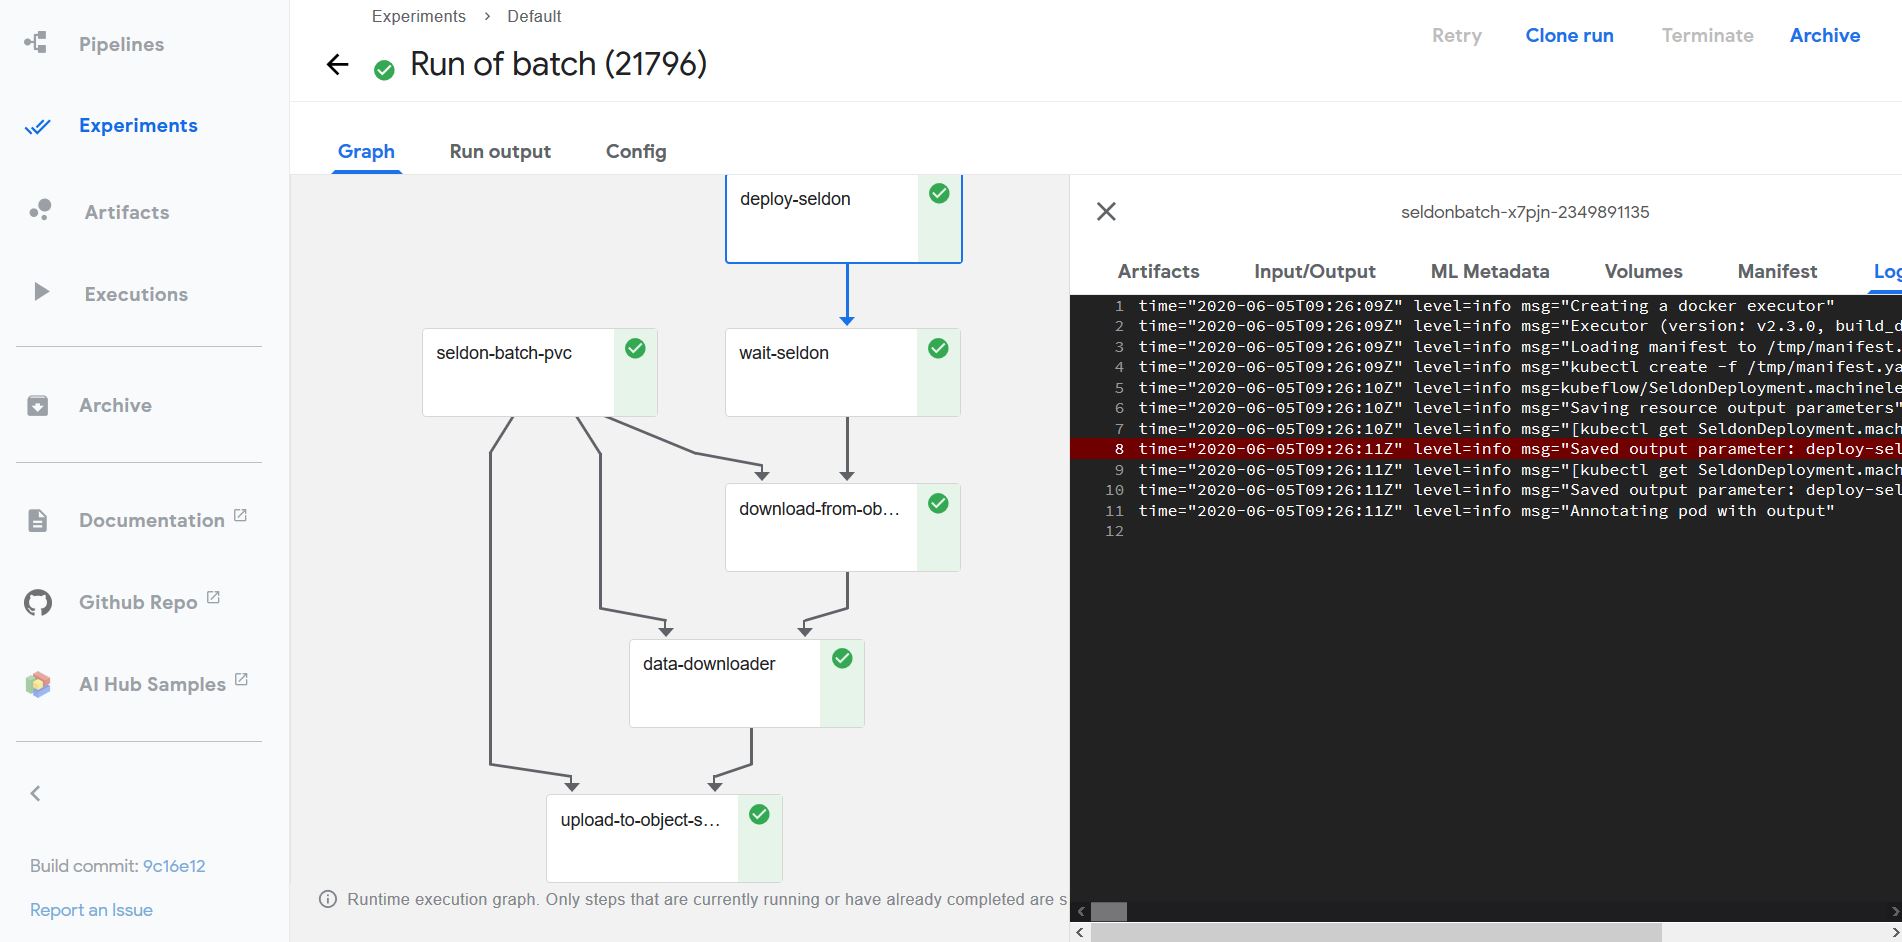 Pipelines
Experiments
Artifacts
Executions
Archive
Documentation
Github Repo
AI Hub Samples
Build commit: 9c16e12
Report an Issue
Experiments > Default
Run of batch (21796)
Retry Clone run Terminate Archive
Graph Run output Config
deploy-seldon
seldon-batch-pvc
wait-seldon
download-from-ob...
data-downloader
upload-to-object-s...
Runtime execution graph. Only steps that are currently running or have already completed are s
seldonbatch-x7pjn-2349891135
Artifacts Input/Output ML Metadata Volumes Manifest Log
1 time="2020-06-05T09:26:09Z" level=info msg="Creating a docker executor"
2 time="2020-06-05T09:26:09Z" level=info msg="Executor (version: v2.3.0, build_d
3 time="2020-06-05T09:26:09Z" level=info msg="Loading manifest to /tmp/manifest.
4 time="2020-06-05T09:26:09Z" level=info msg="kubectl create -f /tmp/manifest.ya
5 time="2020-06-05T09:26:10Z" level=info msg=kubeflow/SeldonDeployment.machinele
6 time="2020-06-05T09:26:10Z" level=info msg="Saving resource output parameters"
7 time="2020-06-05T09:26:10Z" level=info msg="[kubectl get SeldonDeployment.mach
8 time="2020-06-05T09:26:11Z" level=info msg="Saved output parameter: deploy-sel
9 time="2020-06-05T09:26:11Z" level=info msg="[kubectl get SeldonDeployment.mach
10 time="2020-06-05T09:26:11Z" level=info msg="Saved output parameter: deploy-sel
11 time="2020-06-05T09:26:11Z" level=info msg="Annotating pod with output"
12